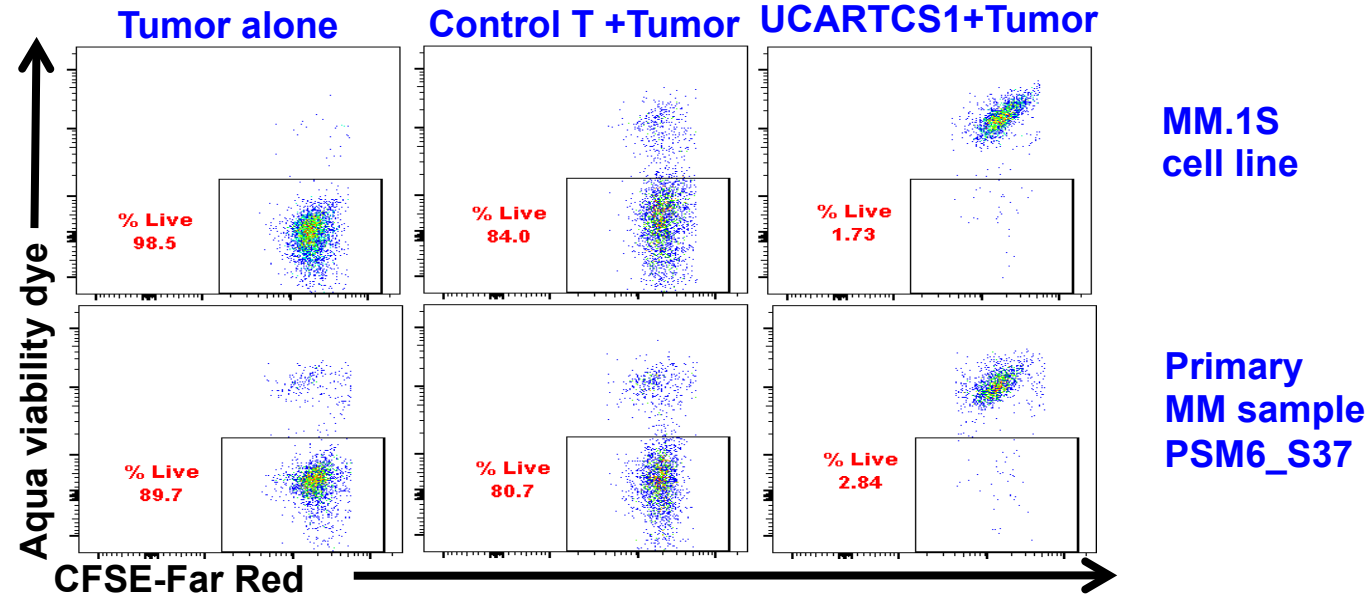 Tumor alone
Control T +Tumor
UCARTCS1+Tumor
% Live
98.5
% Live
84.0
% Live
1.73
MM.1S
cell line
% Live
89.7
% Live
80.7
% Live
2.84
Primary
MM sample
PSM6_S37
Aqua viability dye
CFSE-Far Red